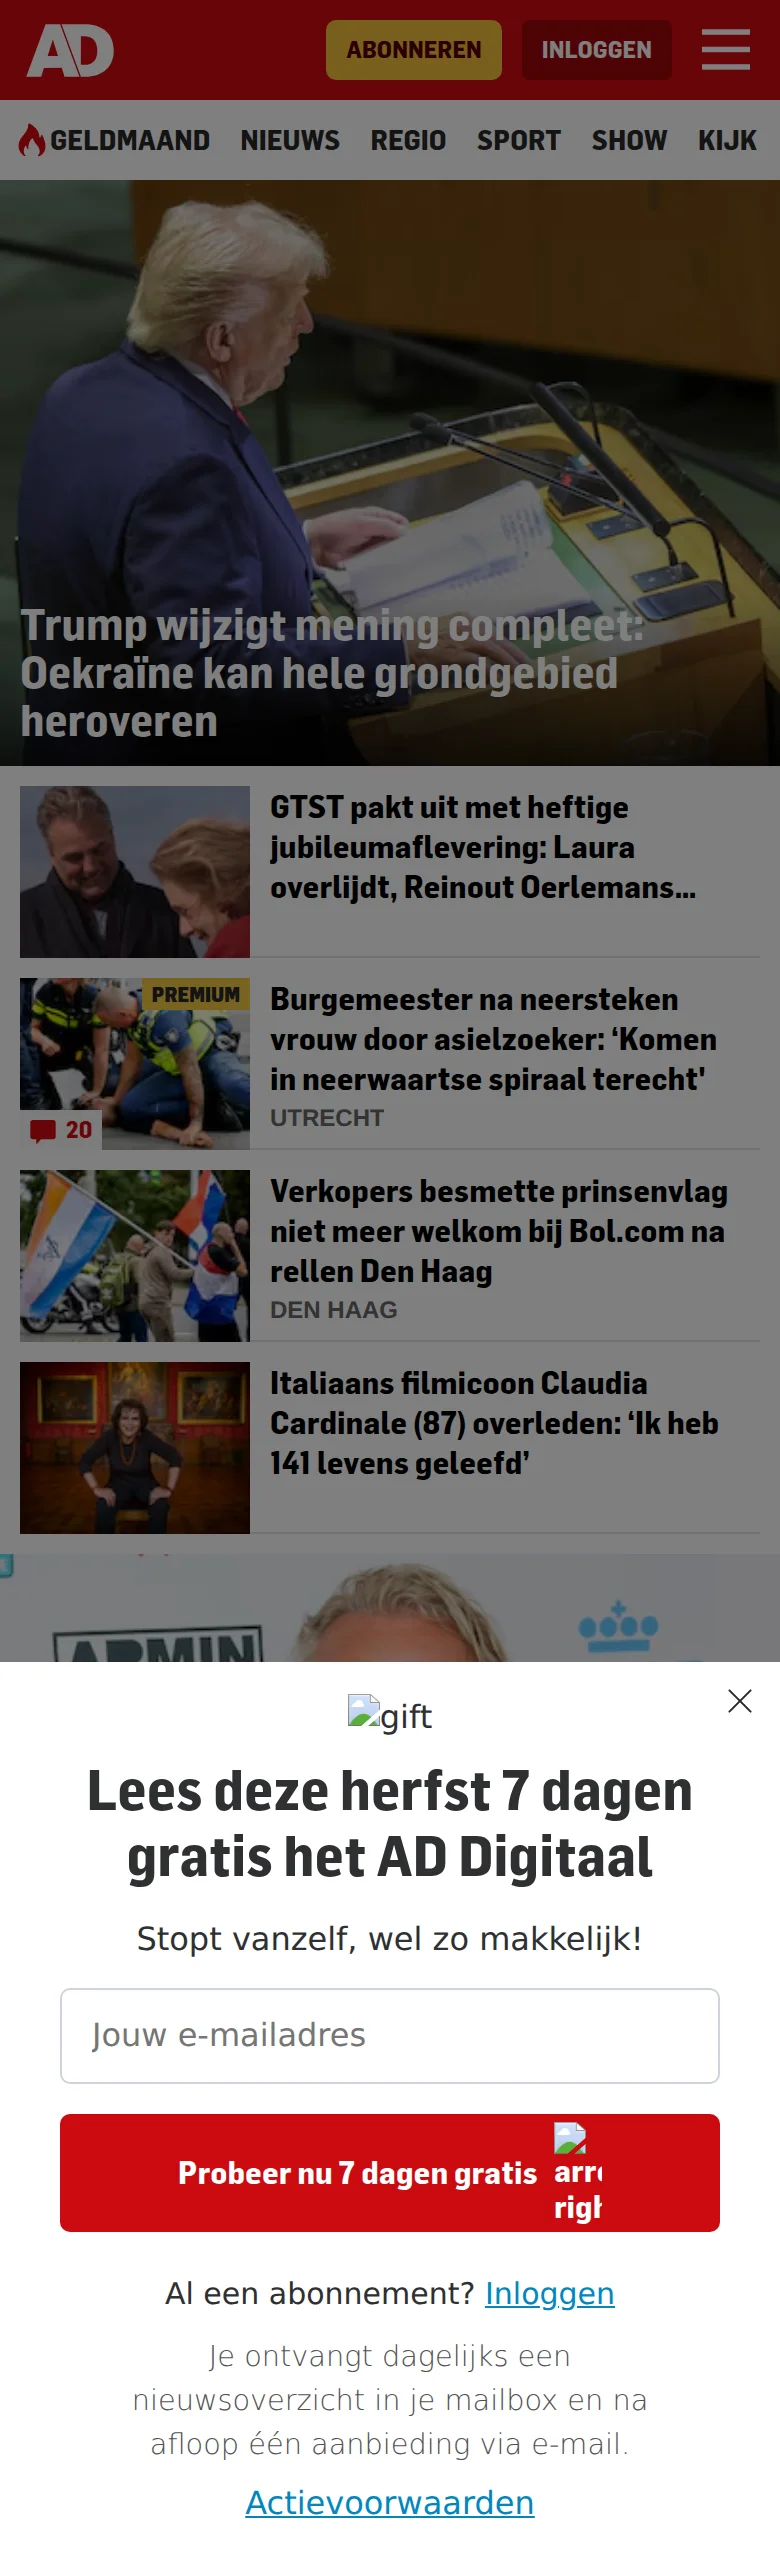 AD
ABONNEREN
INLOGGEN
GELDMAAND NIEUWS REGIO SPORT SHOW KIJK
Trump wijzigt mening compleet:
Oekraïne kan hele grondgebied
heroveren
GTST pakt uit met heftige
jubileumaflevering: Laura
overlijdt, Reinout Oerlemans...
PREMIUM
20
Burgemeester na neersteken
vrouw door asielzoeker: ‘Komen
in neerwaartse spiraal terecht'
UTRECHT
Verkopers besmette prinsenvlag
niet meer welkom bij Bol.com na
rellen Den Haag
DEN HAAG
Italiaans filmicoon Claudia
Cardinale (87) overleden: ‘Ik heb
141 levens geleefd’
ARMIN
gift
Lees deze herfst 7 dagen
gratis het AD Digitaal
Stopt vanzelf, wel zo makkelijk!
Jouw e-mailadres
Probeer nu 7 dagen gratis
Al een abonnement? Inloggen
Je ontvangt dagelijks een
nieuwsoverzicht in je mailbox en na
afloop één aanbieding via e-mail.
Actievoorwaarden